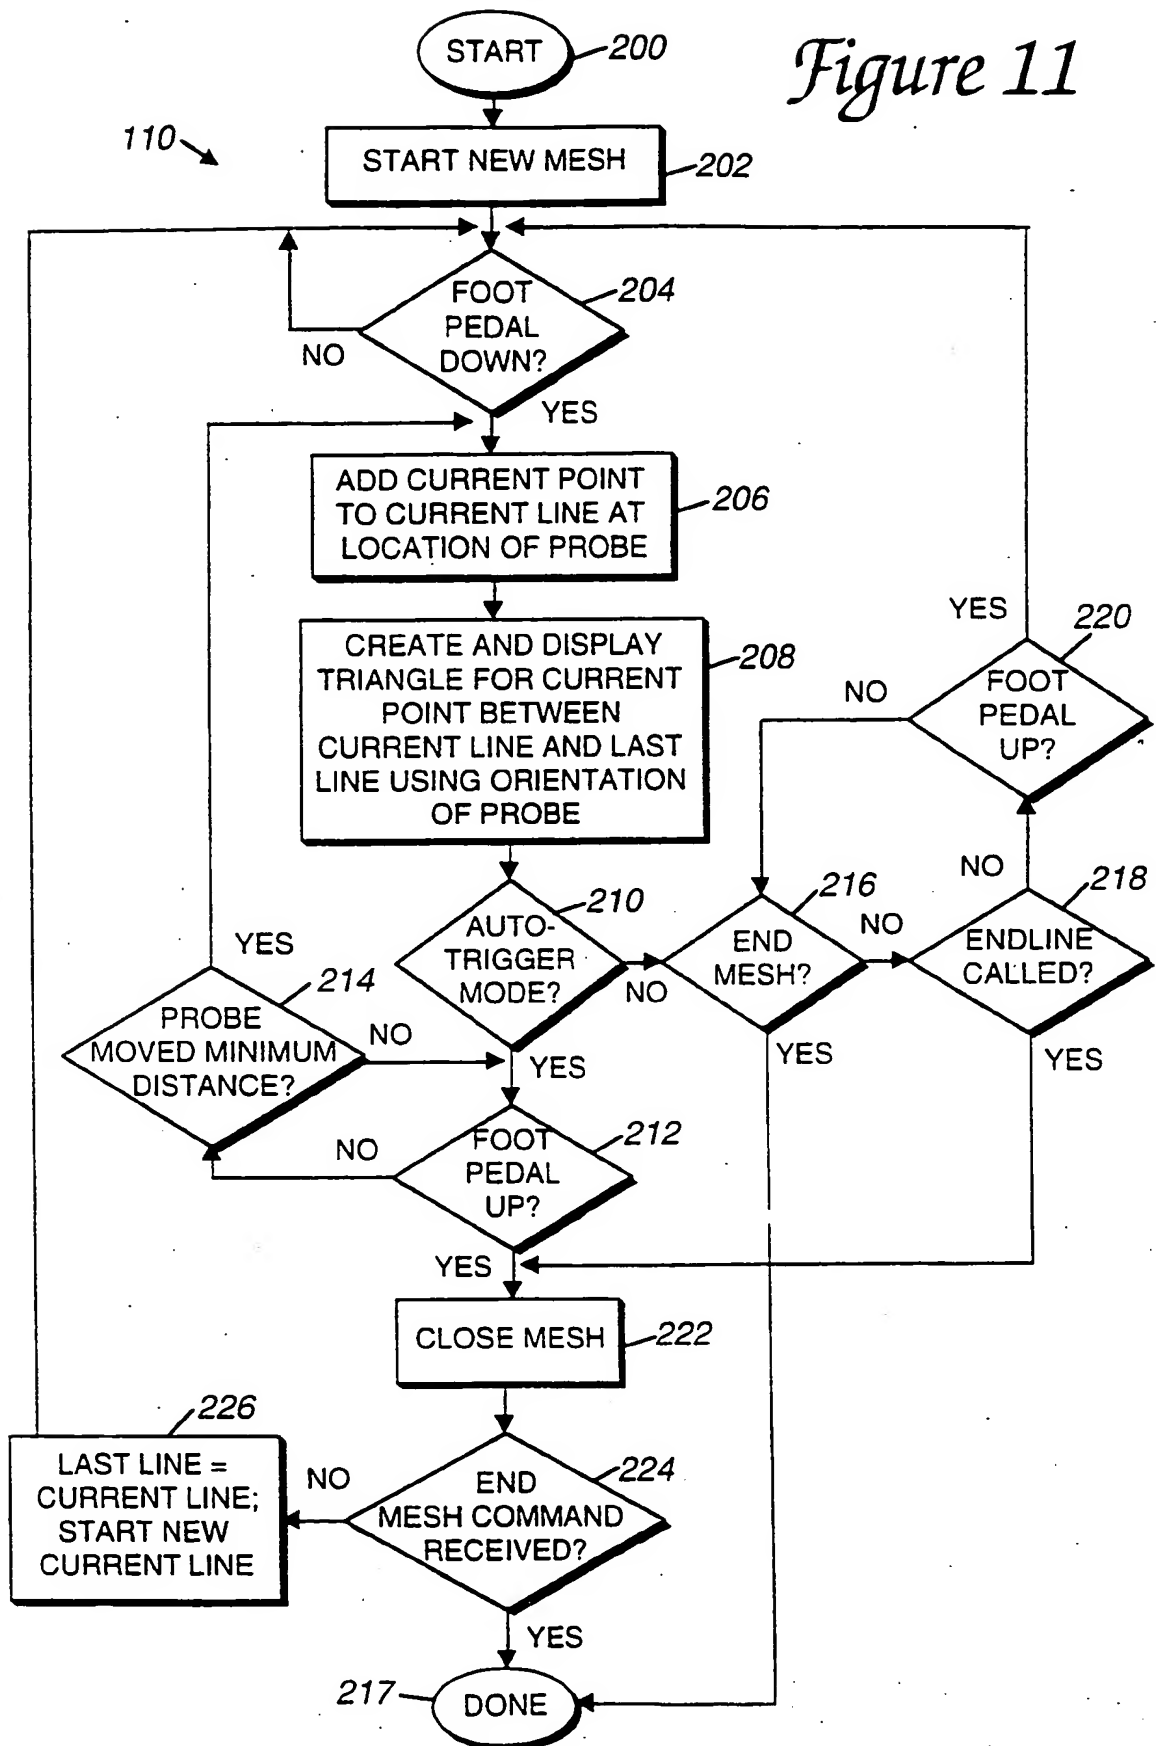 START
200
Figure 11
110
START NEW MESH
202
FOOT
PEDAL
DOWN?
204
NO
YES
ADD CURRENT POINT
TO CURRENT LINE AT
LOCATION OF PROBE
206
CREATE AND DISPLAY
TRIANGLE FOR CURRENT
POINT BETWEEN
CURRENT LINE AND LAST
LINE USING ORIENTATION
OF PROBE
208
YES
220
FOOT
PEDAL
UP?
NO
AUTO-
TRIGGER
MODE?
210
NO
YES
END
MESH?
216
NO
YES
ENDLINE
CALLED?
218
NO
YES
YES
214
PROBE
MOVED MINIMUM
DISTANCE?
NO
FOOT
PEDAL
UP?
212
NO
YES
CLOSE MESH
222
226
LAST LINE =
CURRENT LINE;
START NEW
CURRENT LINE
NO
END
MESH COMMAND
RECEIVED?
224
YES
217
DONE